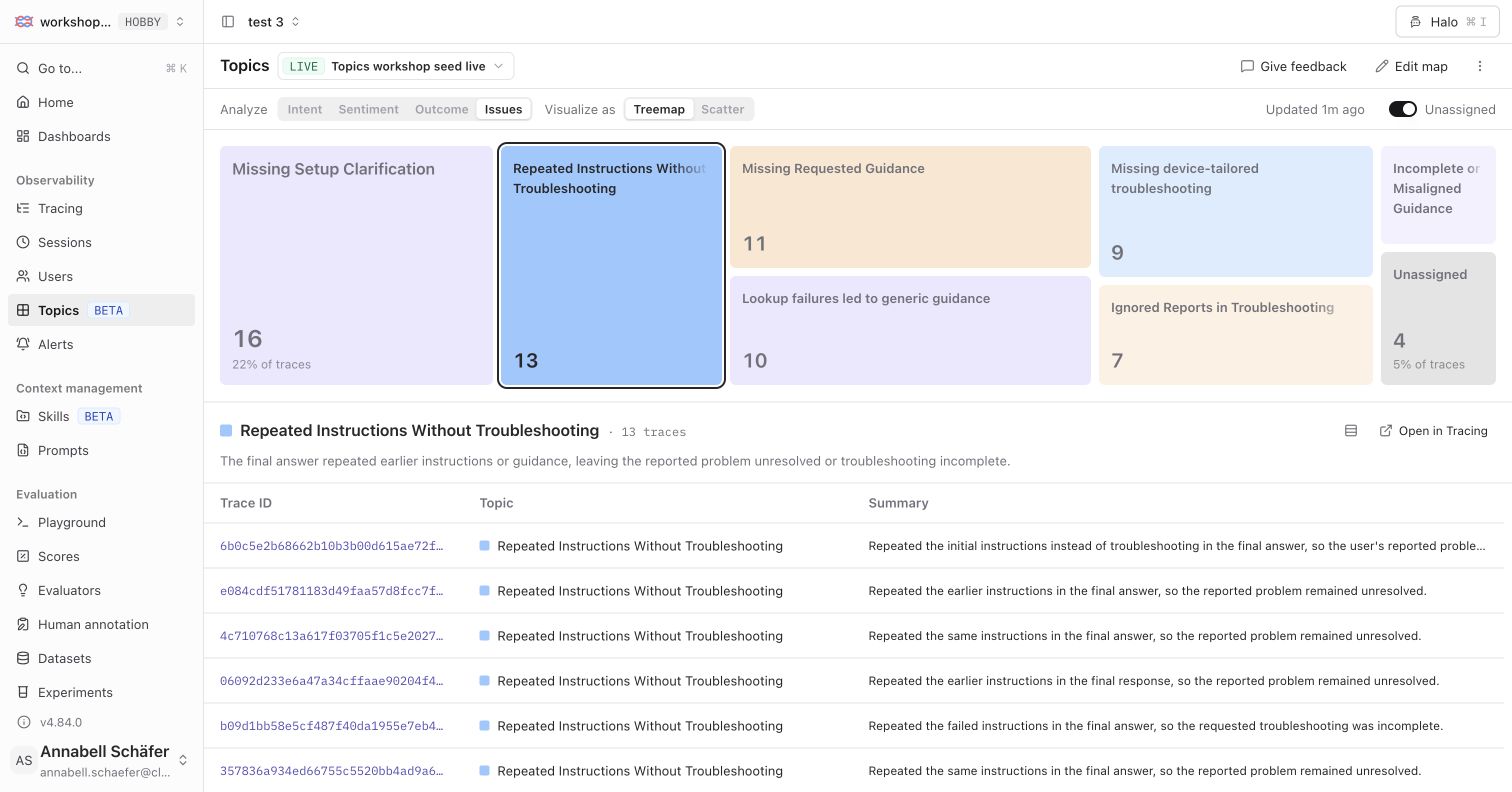 workshop... HOBBY
Go to... ⌘ K
Home
Dashboards
Observability
Tracing
Sessions
Users
Topics BETA
Alerts
Context management
Skills BETA
Prompts
Evaluation
Playground
Scores
Evaluators
Human annotation
Datasets
Experiments
v4.84.0
AS Annabell Schäfer
annabell.schaefer@cl...
test 3
Halo ⌘ I
Topics LIVE Topics workshop seed live
Give feedback Edit map
Analyze Intent Sentiment Outcome Issues Visualize as Treemap Scatter
Updated 1m ago Unassigned
Missing Setup Clarification
16
22% of traces
Repeated Instructions Without
Troubleshooting
13
Missing Requested Guidance
11
Lookup failures led to generic guidance
10
Missing device-tailored
troubleshooting
9
Ignored Reports in Troubleshooting
7
Incomplete or
Misaligned
Guidance
Unassigned
4
5% of traces
Repeated Instructions Without Troubleshooting · 13 traces
Open in Tracing
The final answer repeated earlier instructions or guidance, leaving the reported problem unresolved or troubleshooting incomplete.
Trace ID Topic Summary
6b0c5e2b68662b10b3b00d615ae72f… Repeated Instructions Without Troubleshooting Repeated the initial instructions instead of troubleshooting in the final answer, so the user's reported proble...
e084cdf51781183d49faa57d8fcc7f… Repeated Instructions Without Troubleshooting Repeated the earlier instructions in the final answer, so the reported problem remained unresolved.
4c710768c13a617f03705f1c5e2027… Repeated Instructions Without Troubleshooting Repeated the same instructions in the final answer, so the reported problem remained unresolved.
06092d233e6a47a34cffaae90204f4… Repeated Instructions Without Troubleshooting Repeated the earlier instructions in the final response, so the reported problem remained unresolved.
b09d1bb58e5cf487f40da1955e7eb4… Repeated Instructions Without Troubleshooting Repeated the failed instructions in the final answer, so the requested troubleshooting was incomplete.
357836a934ed66755c5520bb4ad9a6… Repeated Instructions Without Troubleshooting Repeated the same instructions in the final answer, so the reported problem remained unresolved.